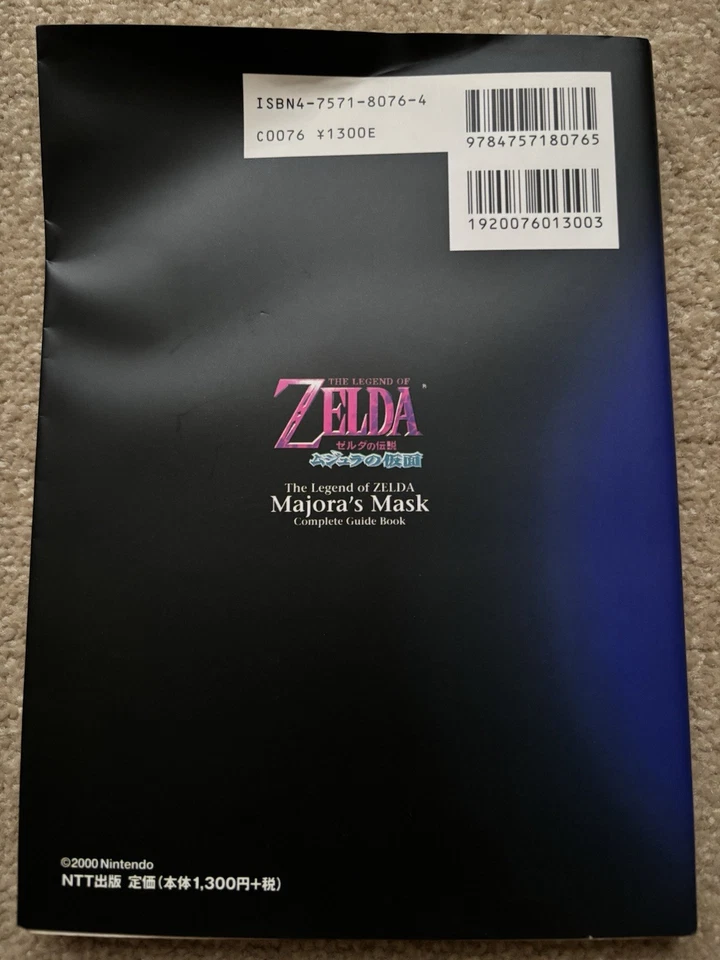 ISBN4-7571-8076-4
C0076 ¥1300E
9784757180765
1920076013003
THE LEGEND OF
ZELDA®
ゼルダの伝説
ムジュラの仮面
The Legend of ZELDA
Majora's Mask
Complete Guide Book
©2000 Nintendo
NTT出版 定価(本体1,300円+税)